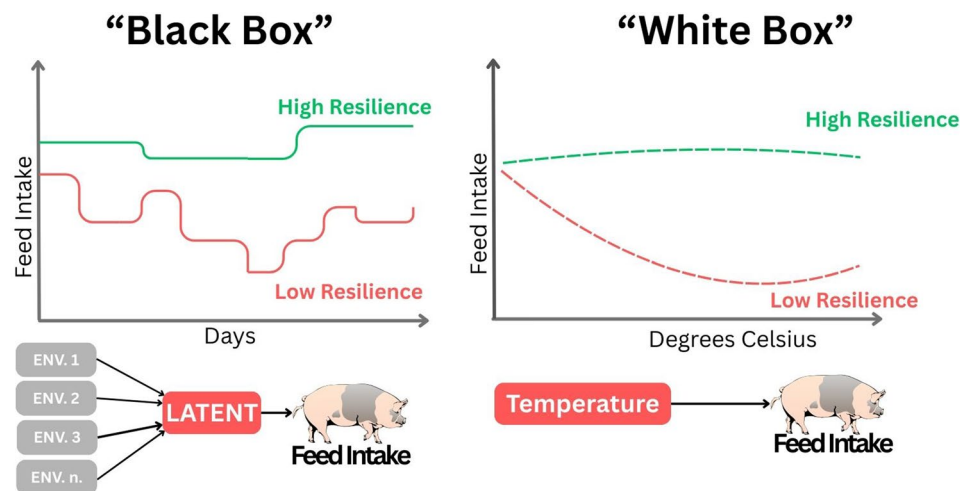 “Black Box”
High Resilience
Feed Intake
Low Resilience
Days
ENV. 1
ENV. 2
ENV. 3
ENV. n.
LATENT
Feed Intake
“White Box”
High Resilience
Feed Intake
Low Resilience
Degrees Celsius
Temperature
Feed Intake